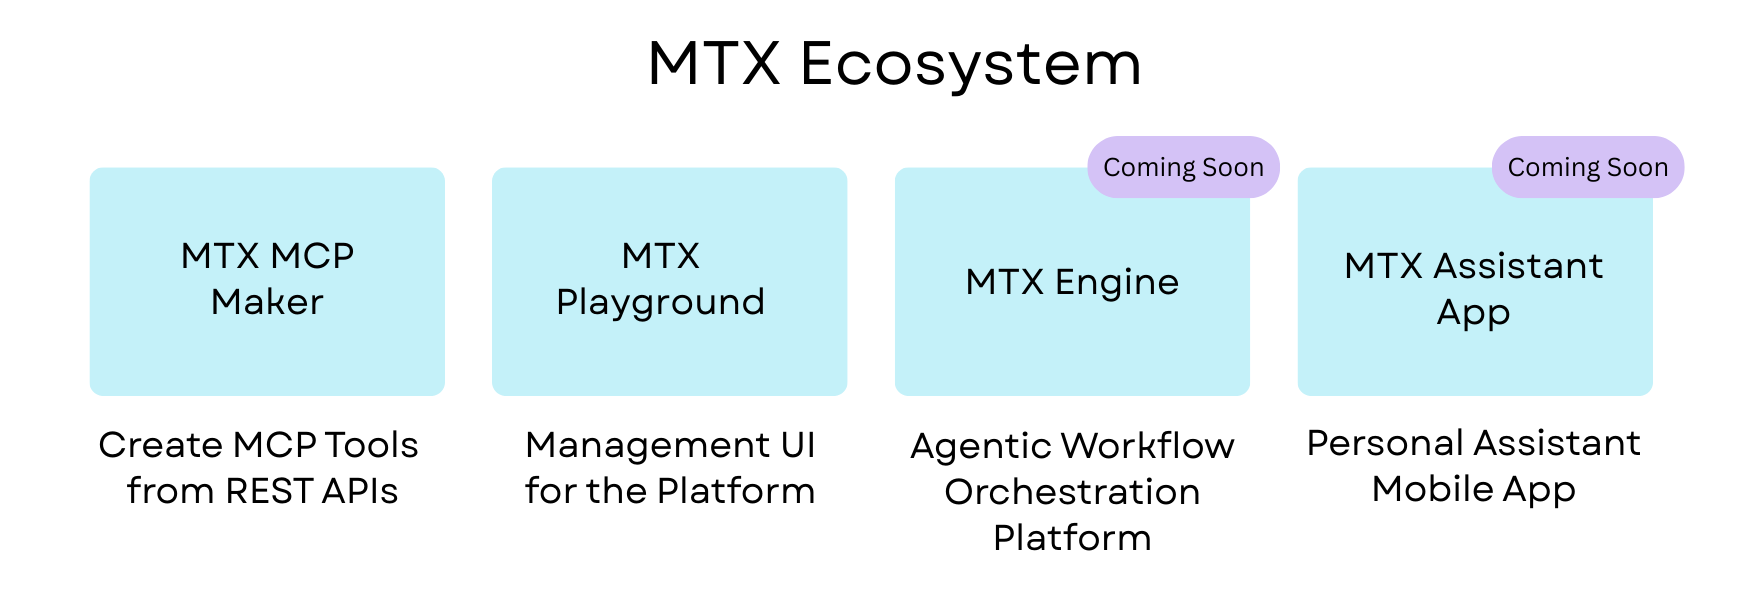 MTX Ecosystem
MTX MCP
Maker
Create MCP Tools
from REST APIs
MTX
Playground
Management UI
for the Platform
Coming Soon
MTX Engine
Agentic Workflow
Orchestration
Platform
Coming Soon
MTX Assistant
App
Personal Assistant
Mobile App